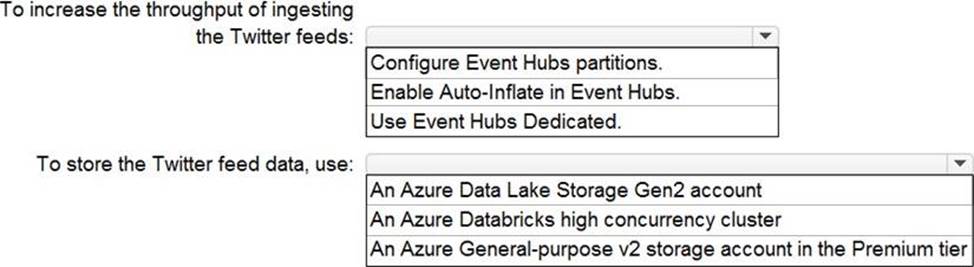 To increase the throughput of ingesting
the Twitter feeds:
Configure Event Hubs partitions.
Enable Auto-Inflate in Event Hubs.
Use Event Hubs Dedicated.
To store the Twitter feed data, use:
An Azure Data Lake Storage Gen2 account
An Azure Databricks high concurrency cluster
An Azure General-purpose v2 storage account in the Premium tier